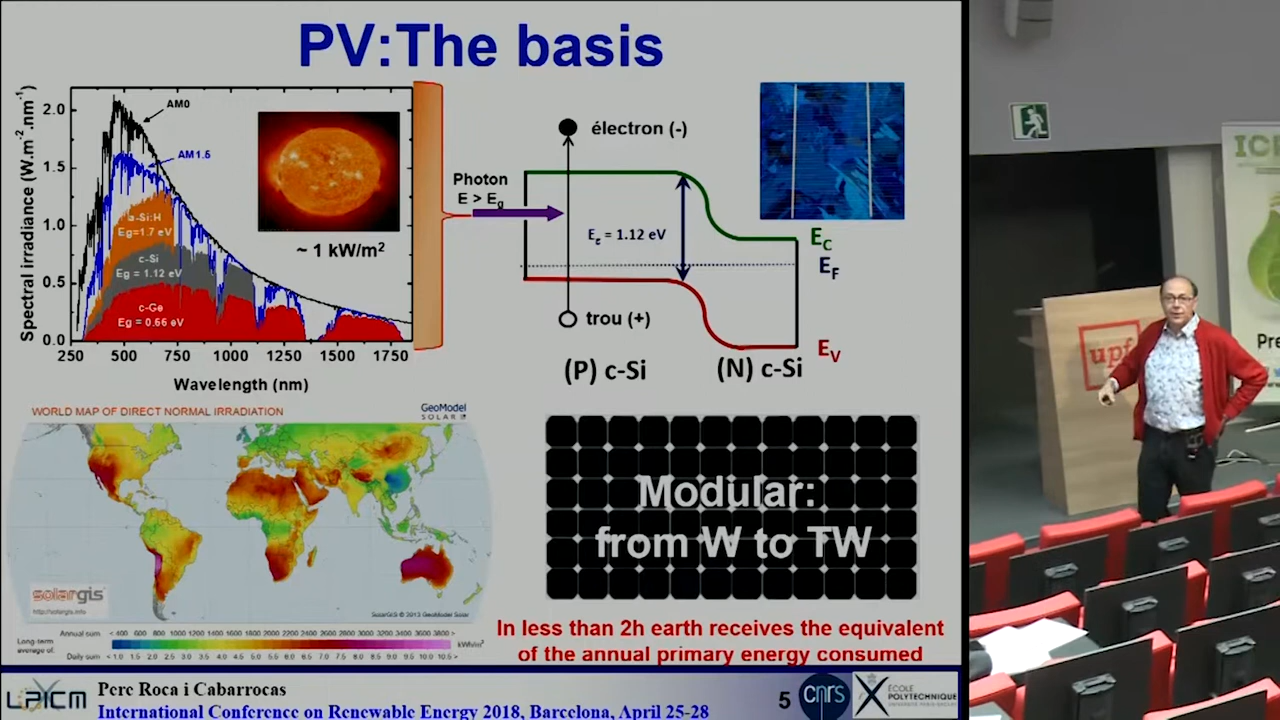 PV:The basis
Spectral irradiance (W.m-2.nm-1)
2.0
1.5
1.0
0.5
0.0
250 500 750 1000 1250 1500 1750
Wavelength (nm)
AM0
AM1.5
a-Si:H
Eg=1.7 eV
c-Si
Eg = 1.12 eV
c-Ge
Eg = 0.66 eV
~ 1 kW/m2
Photon
E > Eg
électron (-)
Eg = 1.12 eV
trou (+)
EC
EF
EV
(P) c-Si
(N) c-Si
WORLD MAP OF DIRECT NORMAL IRRADIATION
GeoModel
SOLAR
solargis
http://solargis.info
SolarGIS © 2013 GeoModel Solar
Long-term
average of:
Annual sum < 400 600 800 1000 1200 1400 1600 1800 2000 2200 2400 2600 2800 3000 3200 3400 3600 3800 >
kWh/m2
Daily sum < 1.0 1.5 2.0 2.5 3.0 3.5 4.0 4.5 5.0 5.5 6.0 6.5 7.0 7.5 8.0 8.5 9.0 9.5 10.0 10.5 >
Modular:
from W to TW
In less than 2h earth receives the equivalent
of the annual primary energy consumed
LPICM
Pere Roca i Cabarrocas
International Conference on Renewable Energy 2018, Barcelona, April 25-28
5
cnrs
ÉCOLE
POLYTECHNIQUE
upf
Pre